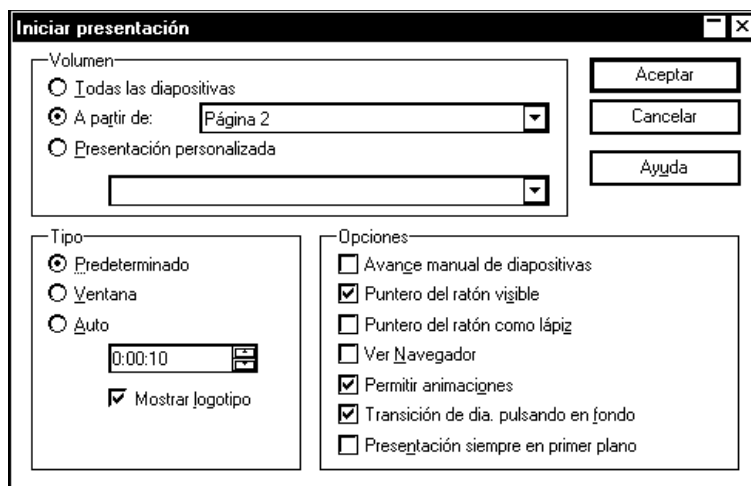 Iniciar presentación
Volumen
Todas las diapositivas
A partir de: Página 2
Presentación personalizada
Aceptar
Cancelar
Ayuda
Tipo
Predeterminado
Ventana
Auto
0:00:10
Mostrar logotipo
Opciones
Avance manual de diapositivas
Puntero del ratón visible
Puntero del ratón como lápiz
Ver Navegador
Permitir animaciones
Transición de dia. pulsando en fondo
Presentación siempre en primer plano